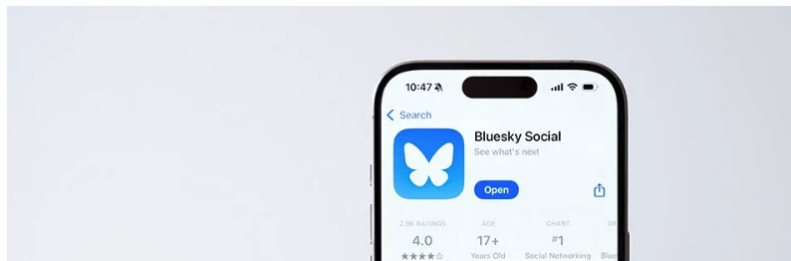 10:47
Search
Bluesky Social
See what's next
Open
2.9K RATINGS AGE CHART
4.0 17+ #1
Years Old Social Networking Blue